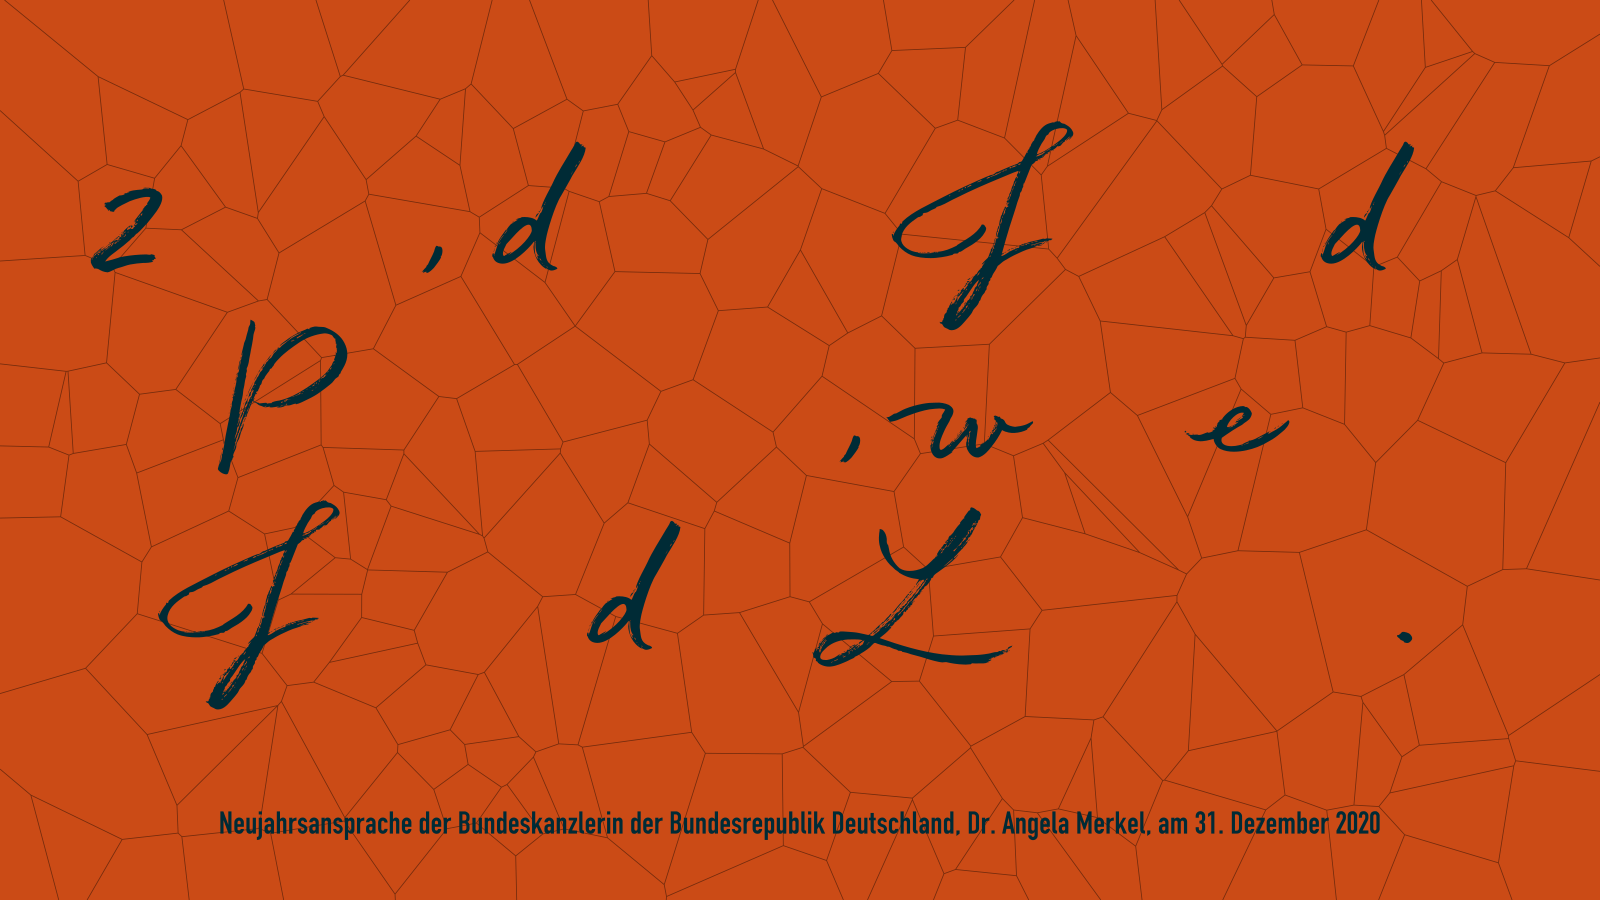 2 , d f d
P , w e
f d L .
Neujahrsansprache der Bundeskanzlerin der Bundesrepublik Deutschland, Dr. Angela Merkel, am 31. Dezember 2020